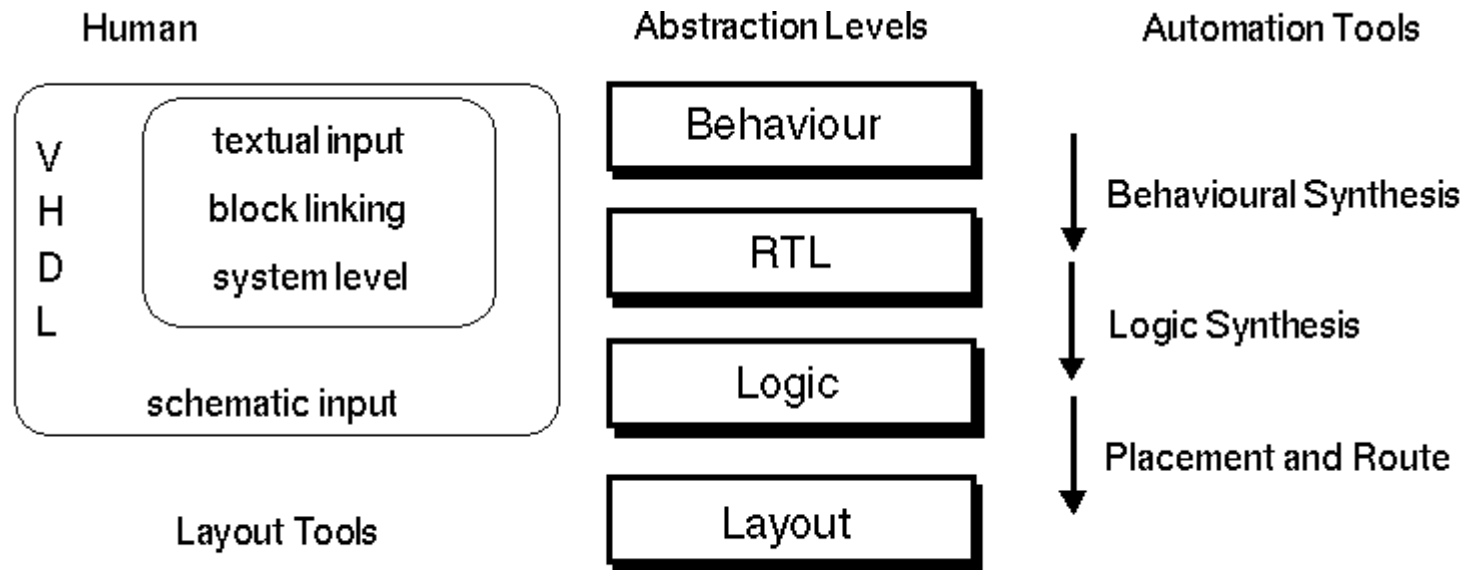 Human
Abstraction Levels
Automation Tools
V
H
D
L
textual input
block linking
system level
schematic input
Layout Tools
Behaviour
RTL
Logic
Layout
Behavioural Synthesis
Logic Synthesis
Placement and Route